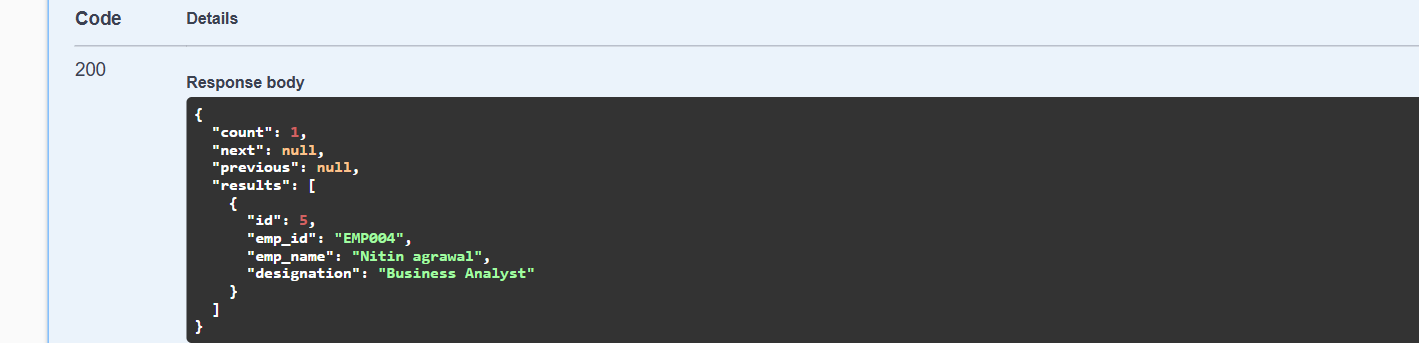 Code Details
200
Response body
{
  "count": 1,
  "next": null,
  "previous": null,
  "results": [
    {
      "id": 5,
      "emp_id": "EMP004",
      "emp_name": "Nitin agrawal",
      "designation": "Business Analyst"
    }
  ]
}